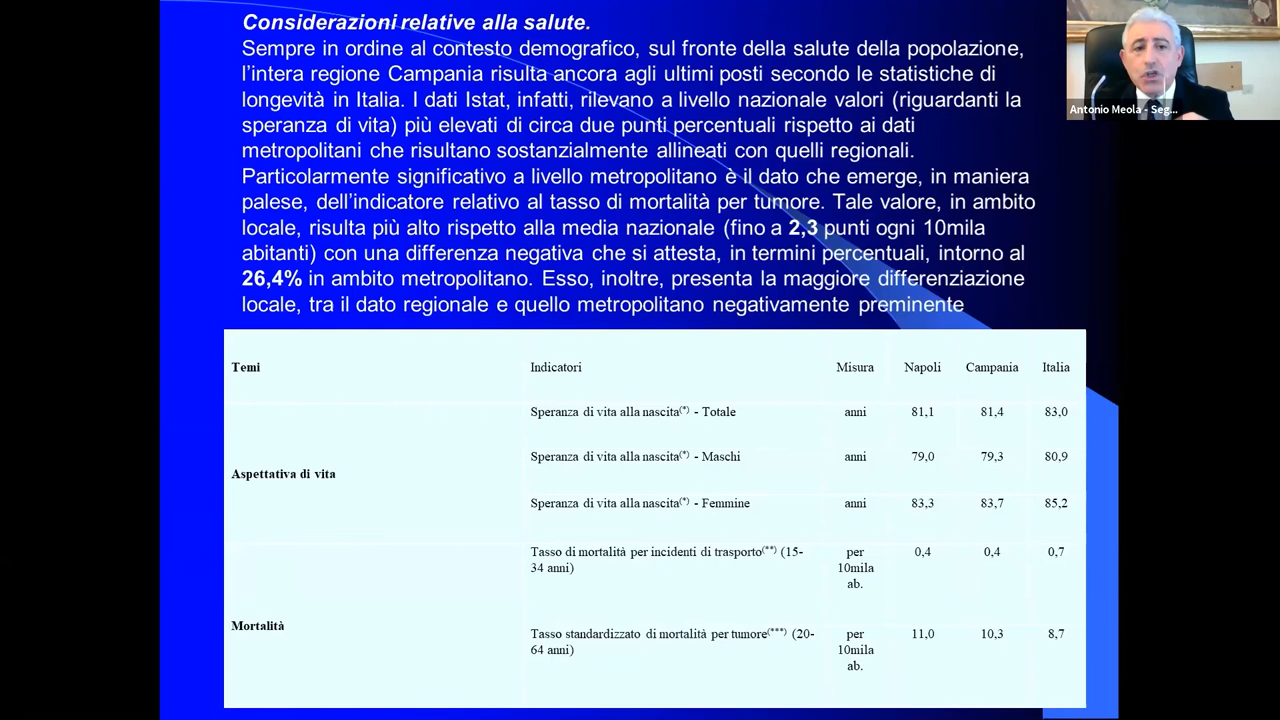 Considerazioni relative alla salute.
Sempre in ordine al contesto demografico, sul fronte della salute della popolazione,
l’intera regione Campania risulta ancora agli ultimi posti secondo le statistiche di
longevità in Italia. I dati Istat, infatti, rilevano a livello nazionale valori (riguardanti la
speranza di vita) più elevati di circa due punti percentuali rispetto ai dati
metropolitani che risultano sostanzialmente allineati con quelli regionali.
Particolarmente significativo a livello metropolitano è il dato che emerge, in maniera
palese, dell’indicatore relativo al tasso di mortalità per tumore. Tale valore, in ambito
locale, risulta più alto rispetto alla media nazionale (fino a 2,3 punti ogni 10mila
abitanti) con una differenza negativa che si attesta, in termini percentuali, intorno al
26,4% in ambito metropolitano. Esso, inoltre, presenta la maggiore differenziazione
locale, tra il dato regionale e quello metropolitano negativamente preminente
Antonio Meola - Seg...
Temi Indicatori Misura Napoli Campania Italia
Aspettativa di vita
Speranza di vita alla nascita(*) - Totale anni 81,1 81,4 83,0
Speranza di vita alla nascita(*) - Maschi anni 79,0 79,3 80,9
Speranza di vita alla nascita(*) - Femmine anni 83,3 83,7 85,2
Mortalità
Tasso di mortalità per incidenti di trasporto(**) (15-
34 anni)
per
10mila
ab.
0,4 0,4 0,7
Tasso standardizzato di mortalità per tumore(***) (20-
64 anni)
per
10mila
ab.
11,0 10,3 8,7